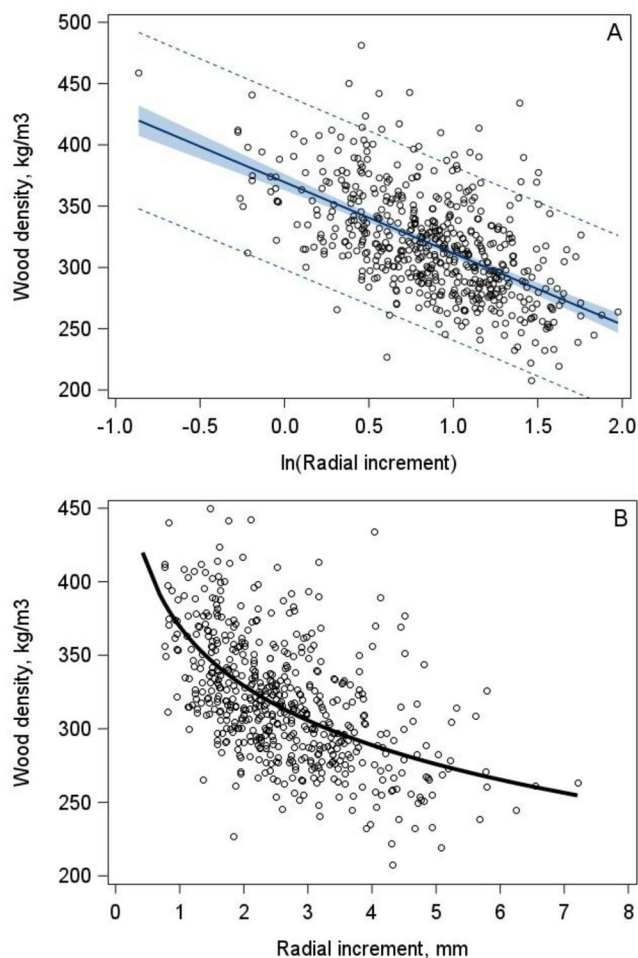 A
500
450
400
350
300
250
200
Wood density, kg/m3
-1.0 -0.5 0.0 0.5 1.0 1.5 2.0
ln(Radial increment)
B
450
400
350
300
250
200
Wood density, kg/m3
0 1 2 3 4 5 6 7 8
Radial increment, mm